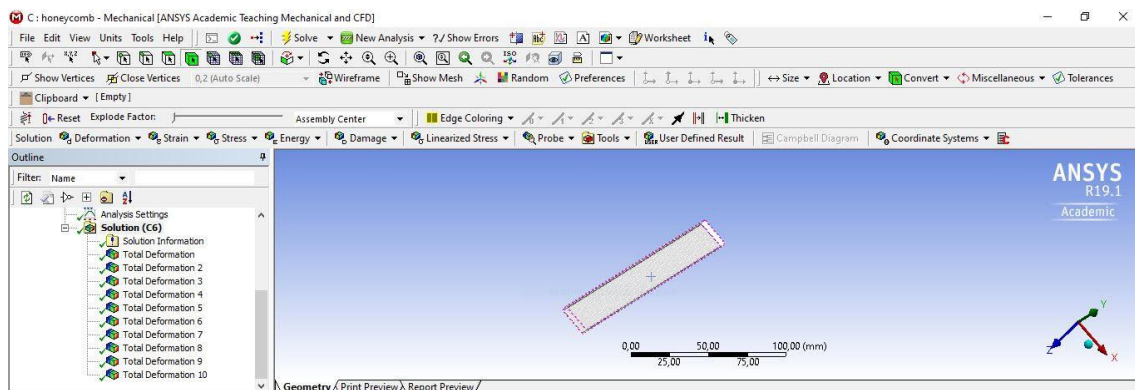 C : honeycomb - Mechanical [ANSYS Academic Teaching Mechanical and CFD]
File Edit View Units Tools Help Solve New Analysis ?/ Show Errors Worksheet
Show Vertices Close Vertices 0,2 (Auto Scale) Wireframe Show Mesh Random Preferences Size Location Convert Miscellaneous Tolerances
Clipboard [Empty]
Reset Explode Factor: Assembly Center Edge Coloring Thicken
Solution Deformation Strain Stress Energy Damage Linearized Stress Probe Tools User Defined Result Campbell Diagram Coordinate Systems
Outline
Filter: Name
Analysis Settings
Solution (C6)
Solution Information
Total Deformation
Total Deformation 2
Total Deformation 3
Total Deformation 4
Total Deformation 5
Total Deformation 6
Total Deformation 7
Total Deformation 8
Total Deformation 9
Total Deformation 10
ANSYS
R19.1
Academic
0,00 50,00 100,00 (mm)
25,00 75,00
Y
Z
X
Geometry Print Preview Report Preview